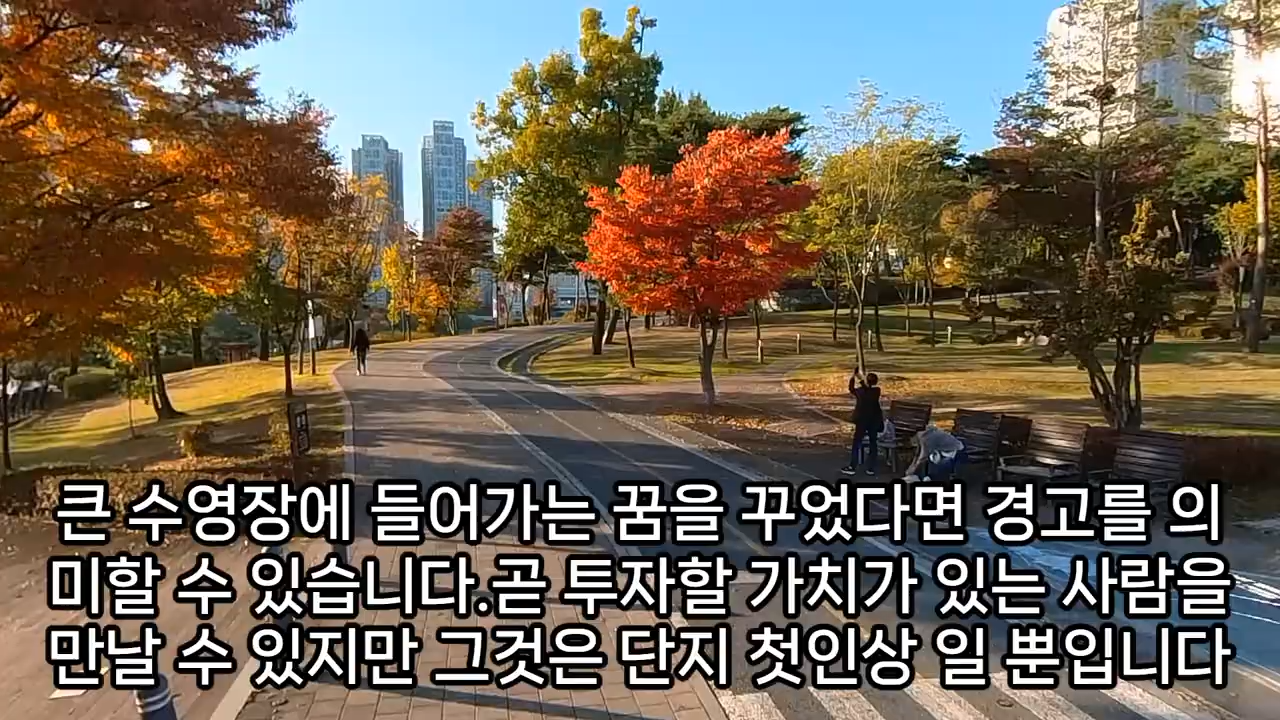 큰 수영장에 들어가는 꿈을 꾸었다면 경고를 의
미할 수 있습니다.곧 투자할 가치가 있는 사람을
만날 수 있지만 그것은 단지 첫인상 일 뿐입니다